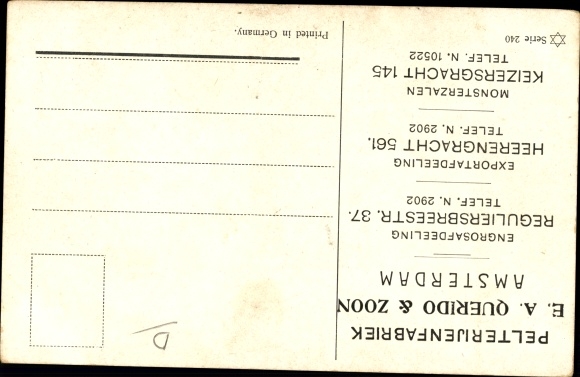 PELTERIJENFABRIEK
E. A. QUERIDO & ZOON
AMSTERDAM
ENGROSAFDEELING
REGULIERSBREESTR. 37.
TELEF. N. 2902
EXPORTAFDEELING
HEERENGRACHT 561.
TELEF. N. 2902
MONSTERZALEN
KEIZERSGRACHT 145
TELEF. N. 10522
Serie 240
Printed in Germany.
D